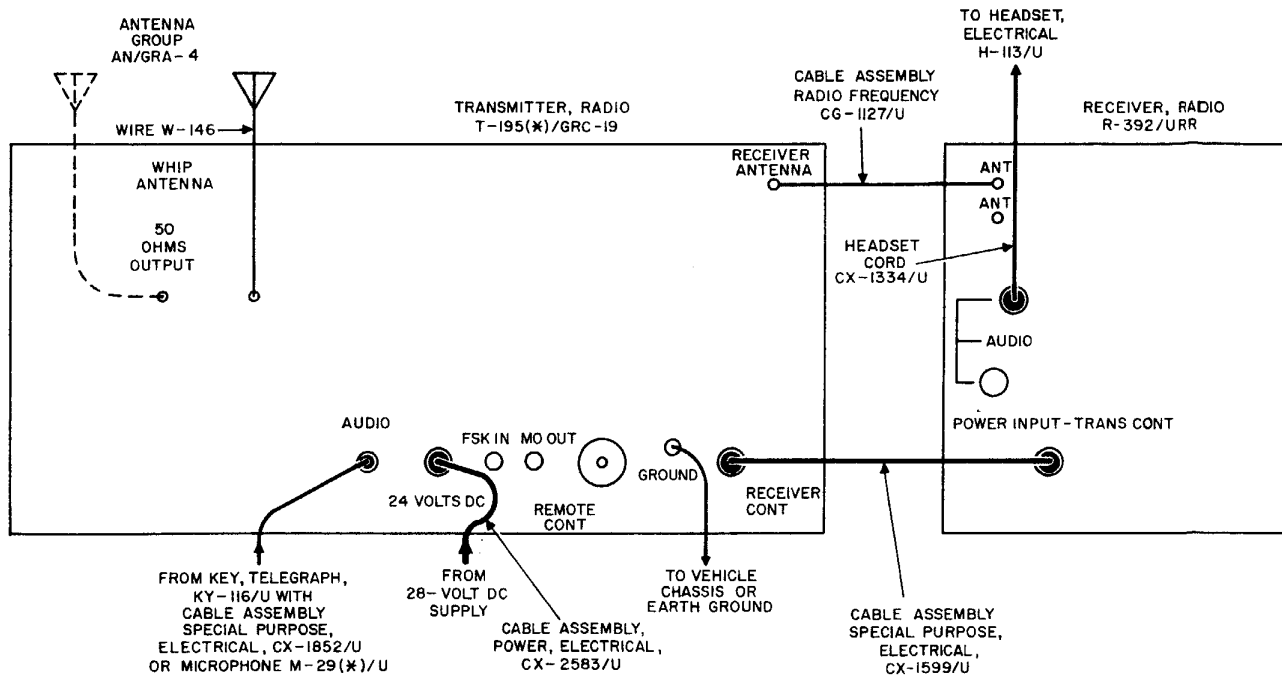 ANTENNA
GROUP
AN/GRA-4
WIRE W-146
TRANSMITTER, RADIO
T-195(*)/GRC-19
CABLE ASSEMBLY
RADIO FREQUENCY
CG-1127/U
TO HEADSET,
ELECTRICAL
H-113/U
RECEIVER, RADIO
R-392/URR
WHIP
ANTENNA
50
OHMS
OUTPUT
RECEIVER
ANTENNA
ANT
ANT
HEADSET
CORD
CX-1334/U
AUDIO
POWER INPUT-TRANS CONT
AUDIO
24 VOLTS DC
FSK IN
MO OUT
REMOTE
CONT
GROUND
RECEIVER
CONT
FROM KEY, TELEGRAPH,
KY-116/U WITH
CABLE ASSEMBLY
SPECIAL PURPOSE,
ELECTRICAL, CX-1852/U
OR MICROPHONE M-29(*)/U
FROM
28-VOLT DC
SUPPLY
CABLE ASSEMBLY,
POWER, ELECTRICAL,
CX-2583/U
TO VEHICLE
CHASSIS OR
EARTH GROUND
CABLE ASSEMBLY
SPECIAL PURPOSE,
ELECTRICAL,
CX-1599/U